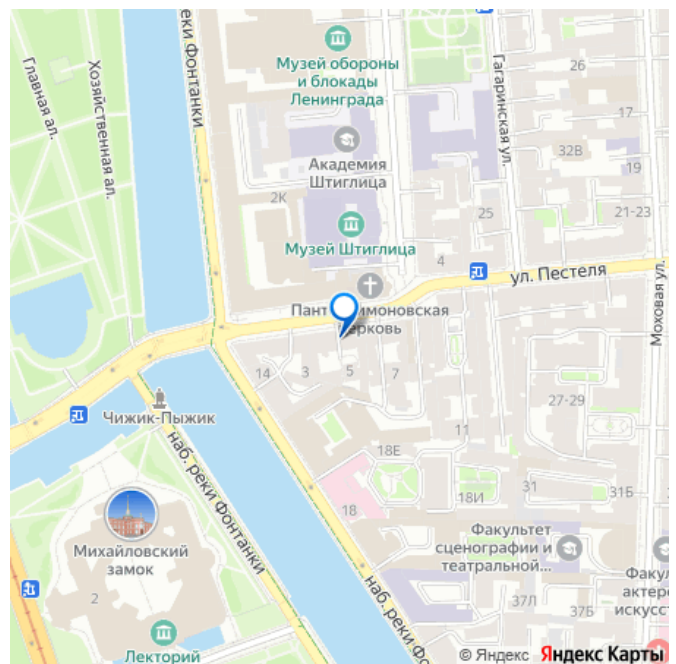 реки Фонтанки
Главная ал.
Хозяйственная ал.
Музей обороны
и блокады
Ленинграда
Гагаринская ул.
26
17
32В
19
Академия
Штиглица
2К
25
21-23
Музей Штиглица
4
ул. Пестеля
Моховая ул.
14
3
5
7
27-29
Чижик-Пыжик
11
18Е
18
18И
31
31Б
наб. реки Фонтанки
Михайловский
замок
2
Факультет
сценографии и
театральной...
37Л
37Б
наб. реки Фо
Лекторий
© Яндекс Яндекс Карты